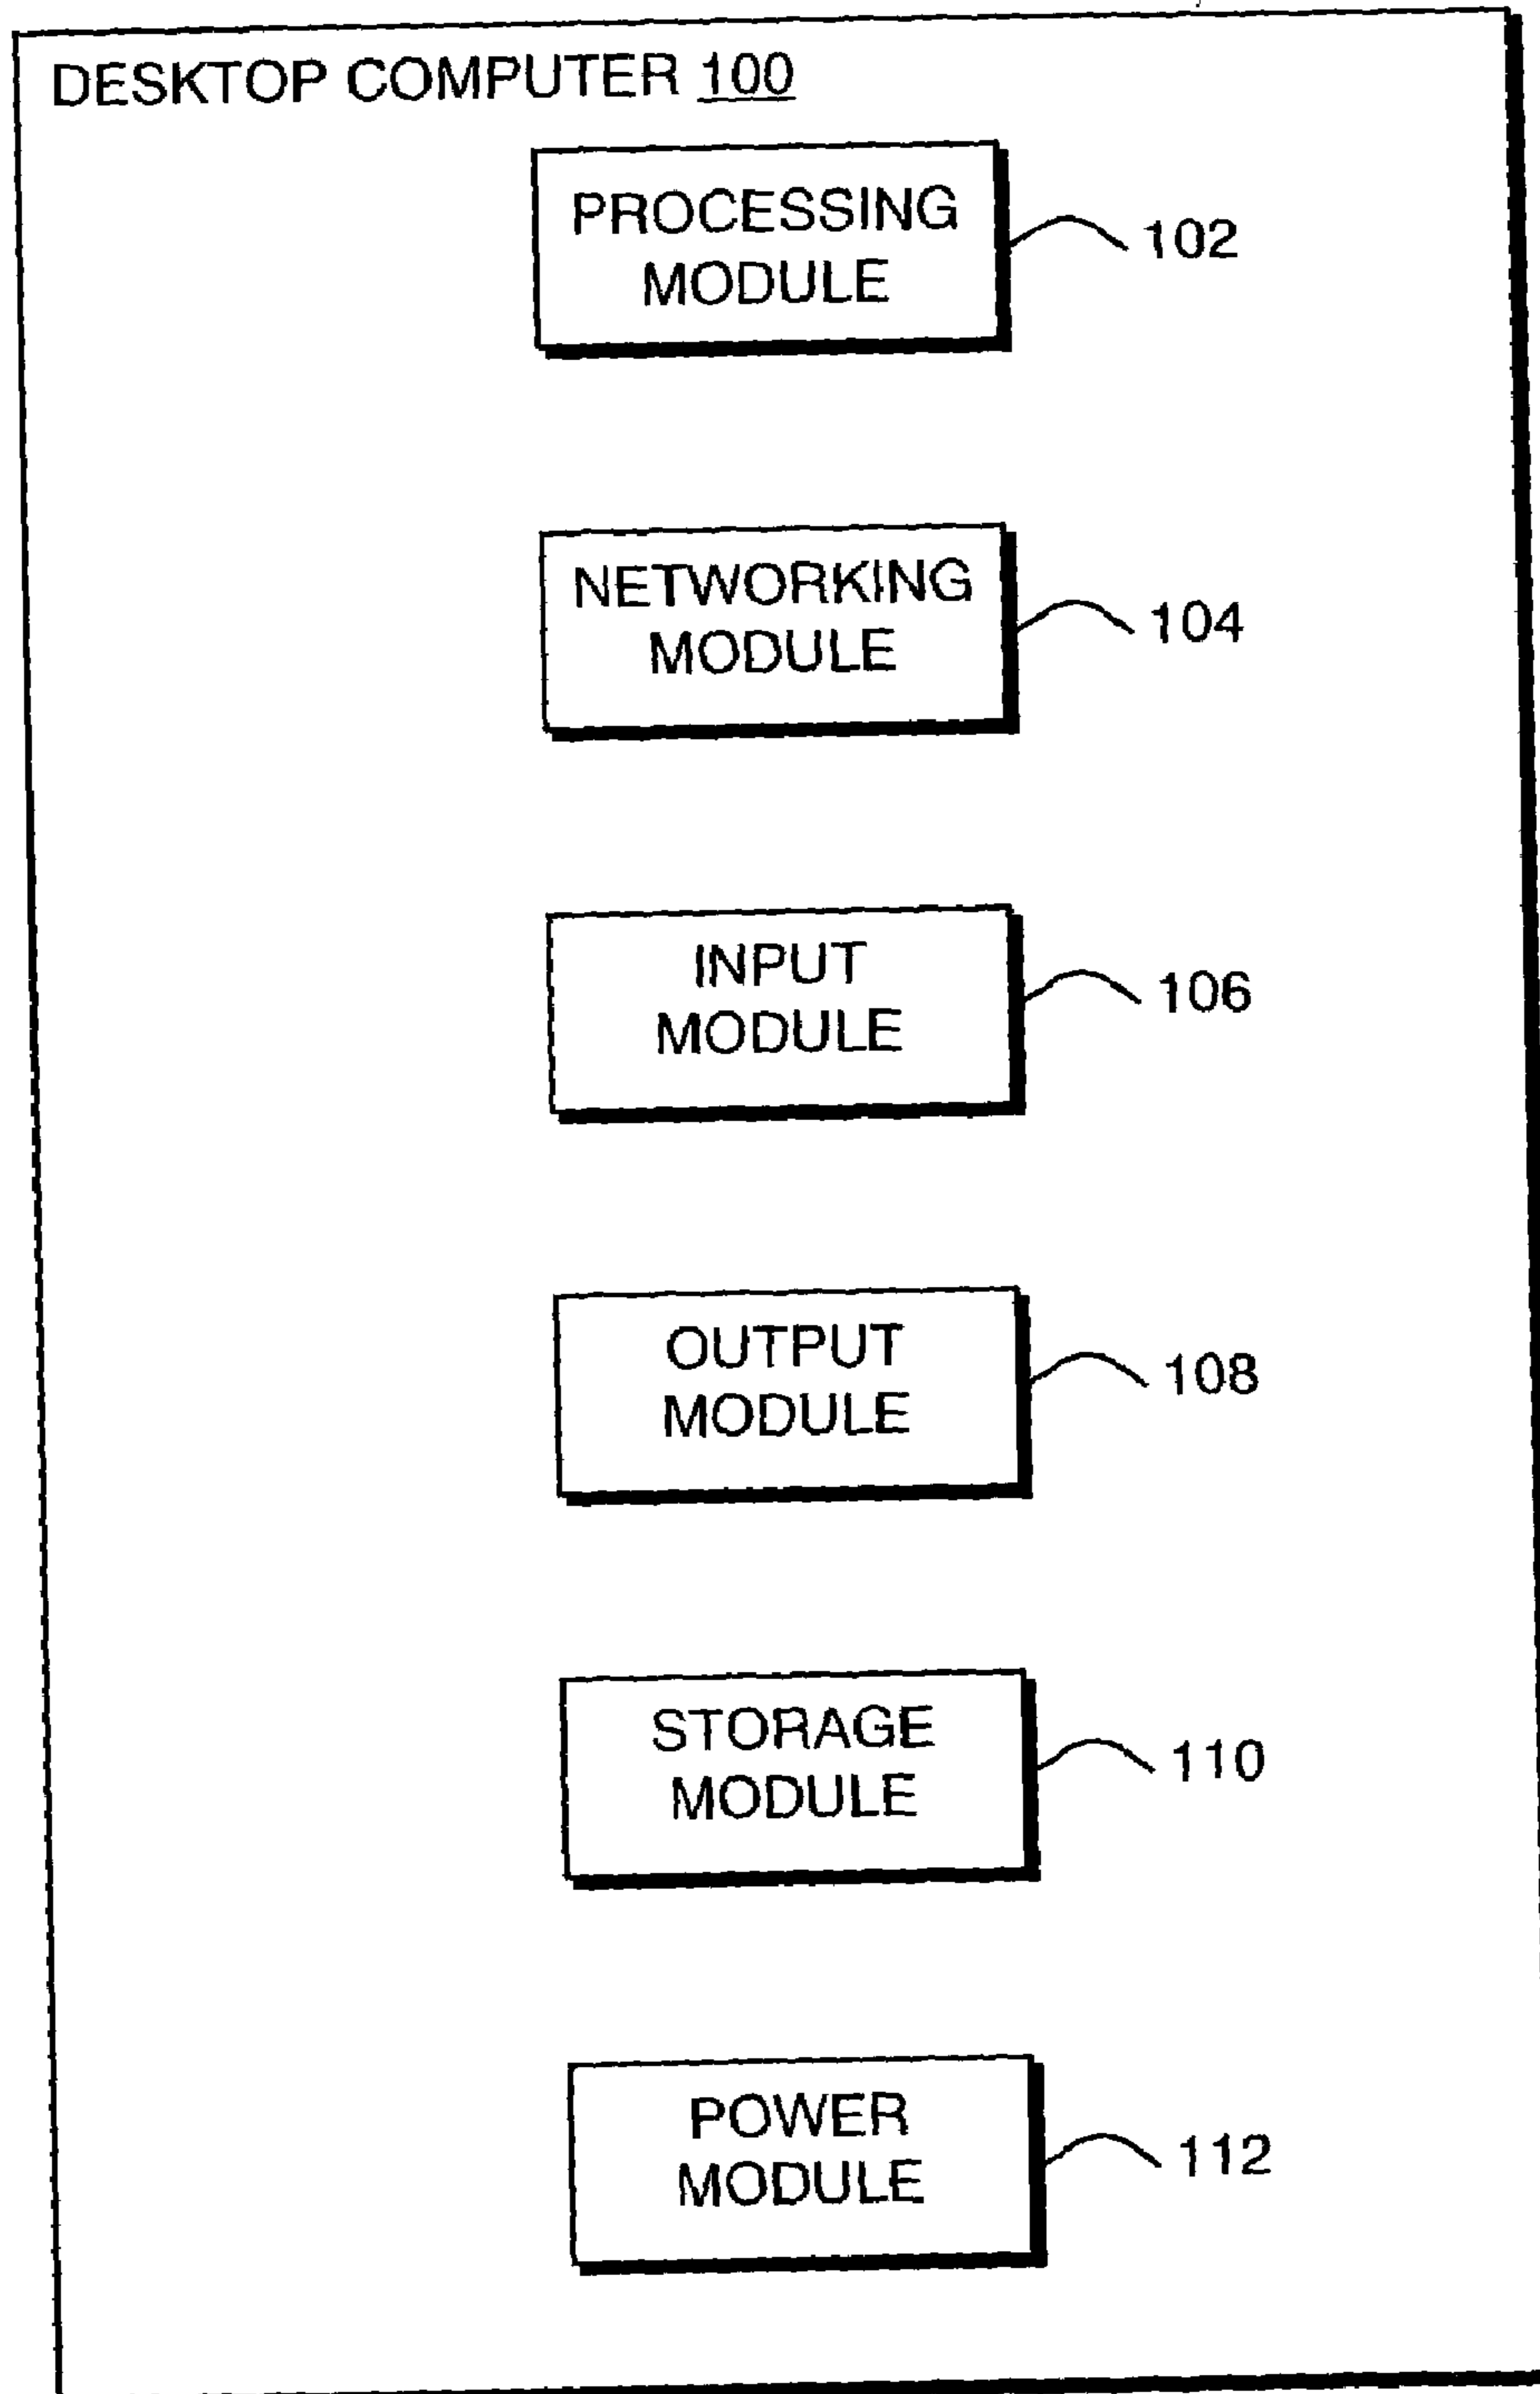 DESKTOP COMPUTER 100
PROCESSING
MODULE
102
NETWORKING
MODULE
104
INPUT
MODULE
106
OUTPUT
MODULE
108
STORAGE
MODULE
110
POWER
MODULE
112